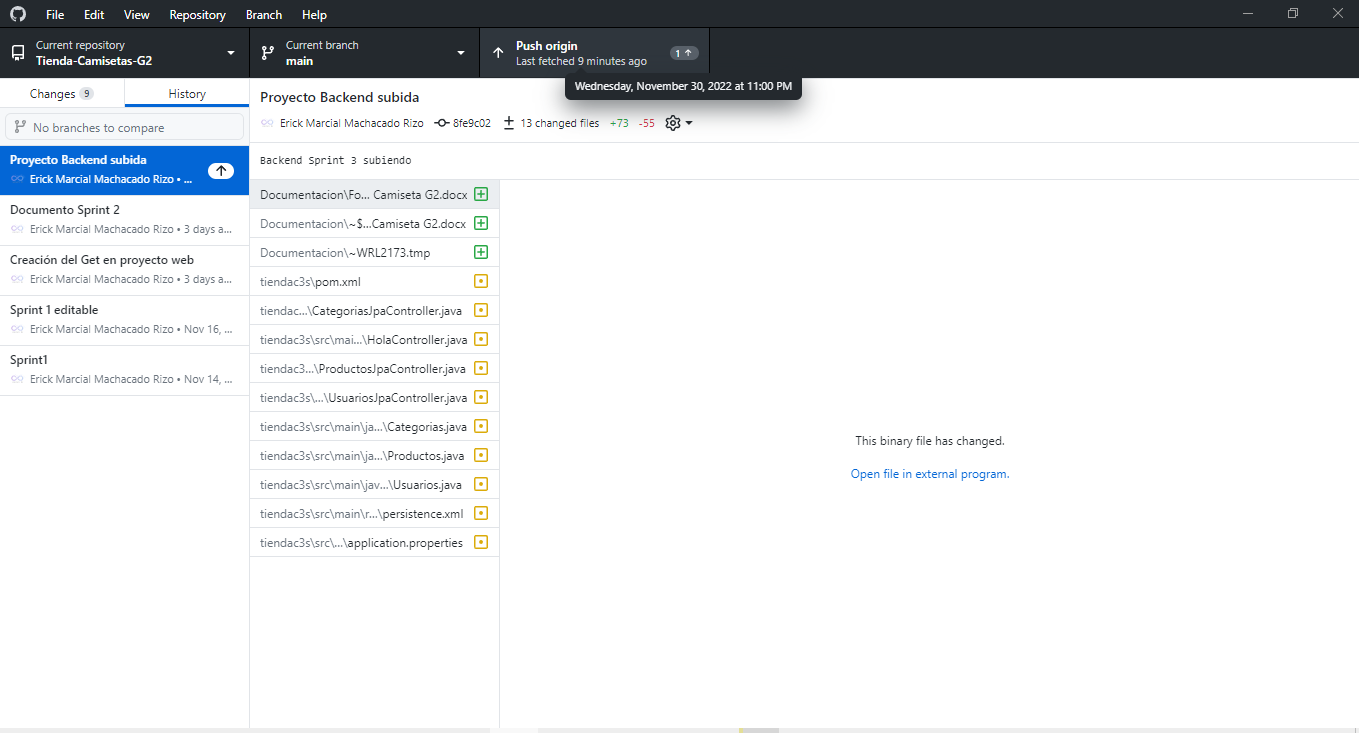 File Edit View Repository Branch Help
Current repository
Tienda-Camisetas-G2
Current branch
main
Push origin
Last fetched 9 minutes ago
1
Wednesday, November 30, 2022 at 11:00 PM
Changes 9
History
No branches to compare
Proyecto Backend subida
Erick Marcial Machacado Rizo • ...
Documento Sprint 2
Erick Marcial Machacado Rizo • 3 days a...
Creación del Get en proyecto web
Erick Marcial Machacado Rizo • 3 days a...
Sprint 1 editable
Erick Marcial Machacado Rizo • Nov 16, ...
Sprint1
Erick Marcial Machacado Rizo • Nov 14, ...
Proyecto Backend subida
Erick Marcial Machacado Rizo 8fe9c02 13 changed files +73 -55
Backend Sprint 3 subiendo
Documentacion\Fo... Camiseta G2.docx
Documentacion\~$...Camiseta G2.docx
Documentacion\~WRL2173.tmp
tiendac3s\pom.xml
tiendac...\CategoriasJpaController.java
tiendac3s\src\mai...\HolaController.java
tiendac3...\ProductosJpaController.java
tiendac3s\...\UsuariosJpaController.java
tiendac3s\src\main\ja...\Categorias.java
tiendac3s\src\main\ja...\Productos.java
tiendac3s\src\main\jav...\Usuarios.java
tiendac3s\src\main\r...\persistence.xml
tiendac3s\src\...\application.properties
This binary file has changed.
Open file in external program.